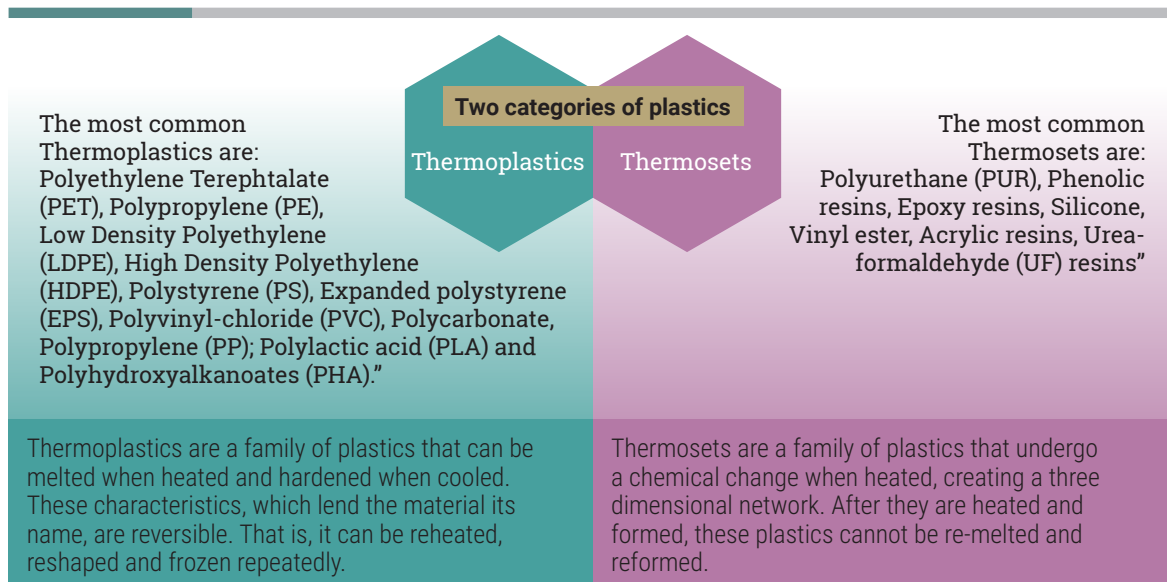 Two categories of plastics
Thermoplastics
Thermosets
The most common
Thermoplastics are:
Polyethylene Terephtalate
(PET), Polypropylene (PE),
Low Density Polyethylene
(LDPE), High Density Polyethylene
(HDPE), Polystyrene (PS), Expanded polystyrene
(EPS), Polyvinyl-chloride (PVC), Polycarbonate,
Polypropylene (PP); Polylactic acid (PLA) and
Polyhydroxyalkanoates (PHA).”
The most common
Thermosets are:
Polyurethane (PUR), Phenolic
resins, Epoxy resins, Silicone,
Vinyl ester, Acrylic resins, Urea-
formaldehyde (UF) resins”
Thermoplastics are a family of plastics that can be
melted when heated and hardened when cooled.
These characteristics, which lend the material its
name, are reversible. That is, it can be reheated,
reshaped and frozen repeatedly.
Thermosets are a family of plastics that undergo
a chemical change when heated, creating a three
dimensional network. After they are heated and
formed, these plastics cannot be re-melted and
reformed.